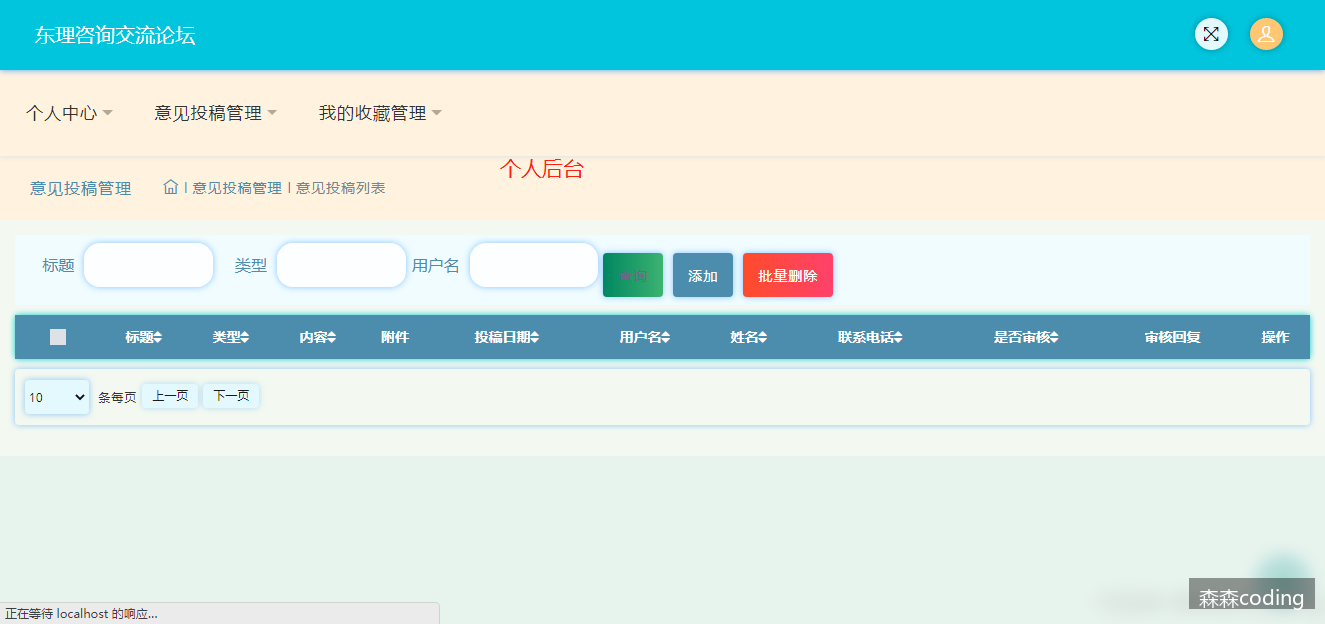 东理咨询交流论坛
个人中心 意见投稿管理 我的收藏管理
个人后台
意见投稿管理 | 意见投稿管理 | 意见投稿列表
标题 类型 用户名 查询 添加 批量删除
标题 类型 内容 附件 投稿日期 用户名 姓名 联系电话 是否审核 审核回复 操作
10 条每页 上一页 下一页
森森coding
正在等待 localhost 的响应...